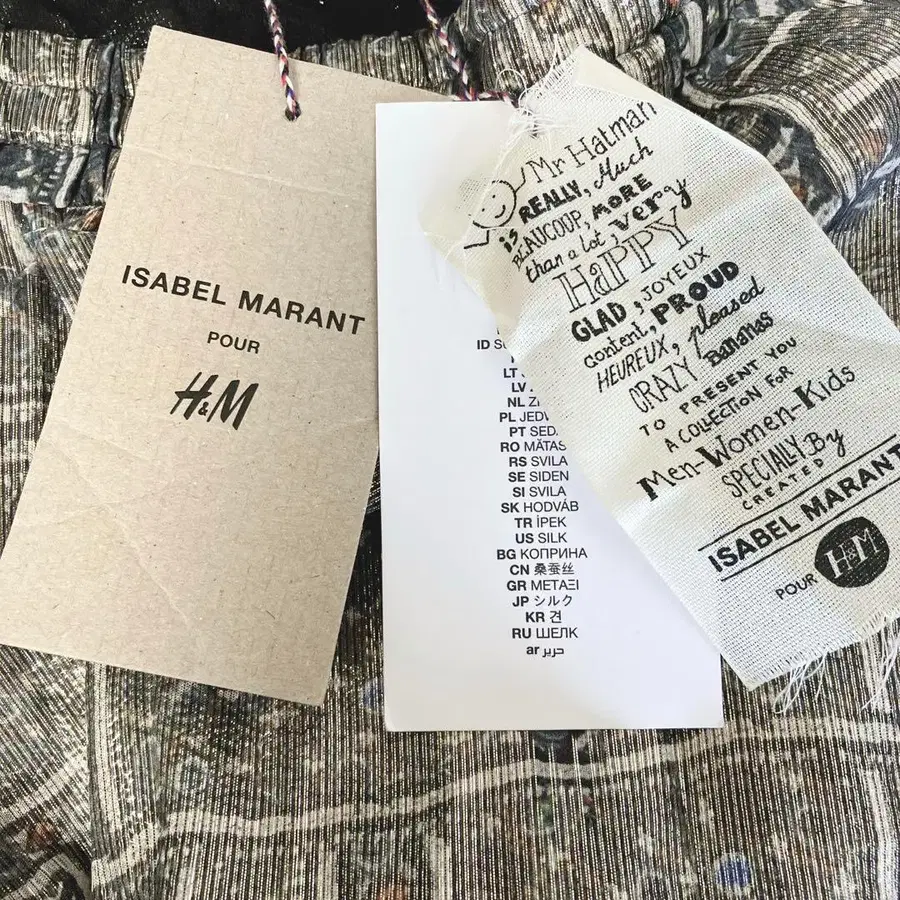 ISABEL MARANT
POUR
H&M
ID
LT
LV
NL
PL JEDW
PT SEDA
RO MĂTAS
RS SVILA
SE SIDEN
SI SVILA
SK HODVÁB
TR İPEK
US SILK
BG КОПРИНА
CN 桑蚕丝
GR ΜΕΤΑΞΙ
JP シルク
KR 견
RU ШЕЛК
ar حرير
Mr Hatman
is REALLY, Much
BEAUCOUP, MORE
than a lot, very
HaPPY
GLAD, JOYEUX
content, PROUD
HEUREUX, pleased
CRAZY Bananas
TO PRESENT YOU
A COLLECTION FOR
Men-Women-Kids
SPECIALLY By
CREATED
ISABEL MARANT
POUR H&M